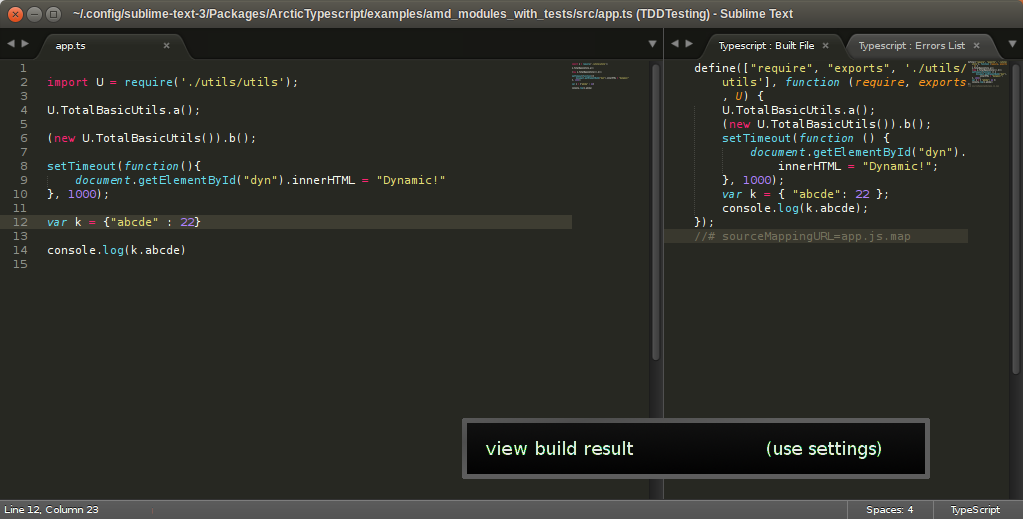 ~/.config/sublime-text-3/Packages/ArcticTypescript/examples/amd_modules_with_tests/src/app.ts (TDDTesting) - Sublime Text
app.ts
1
2 import U = require('./utils/utils');
3
4 U.TotalBasicUtils.a();
5
6 (new U.TotalBasicUtils()).b();
7
8 setTimeout(function(){
9     document.getElementById("dyn").innerHTML = "Dynamic!"
10 }, 1000);
11
12 var k = {"abcde" : 22}
13
14 console.log(k.abcde)
15
Typescript : Built File
Typescript : Errors List
define(["require", "exports", './utils/
utils'], function (require, exports
, U) {
U.TotalBasicUtils.a();
(new U.TotalBasicUtils()).b();
setTimeout(function () {
document.getElementById("dyn").
innerHTML = "Dynamic!";
}, 1000);
var k = { "abcde": 22 };
console.log(k.abcde);
});
//# sourceMappingURL=app.js.map
view build result (use settings)
Line 12, Column 23
Spaces: 4
TypeScript